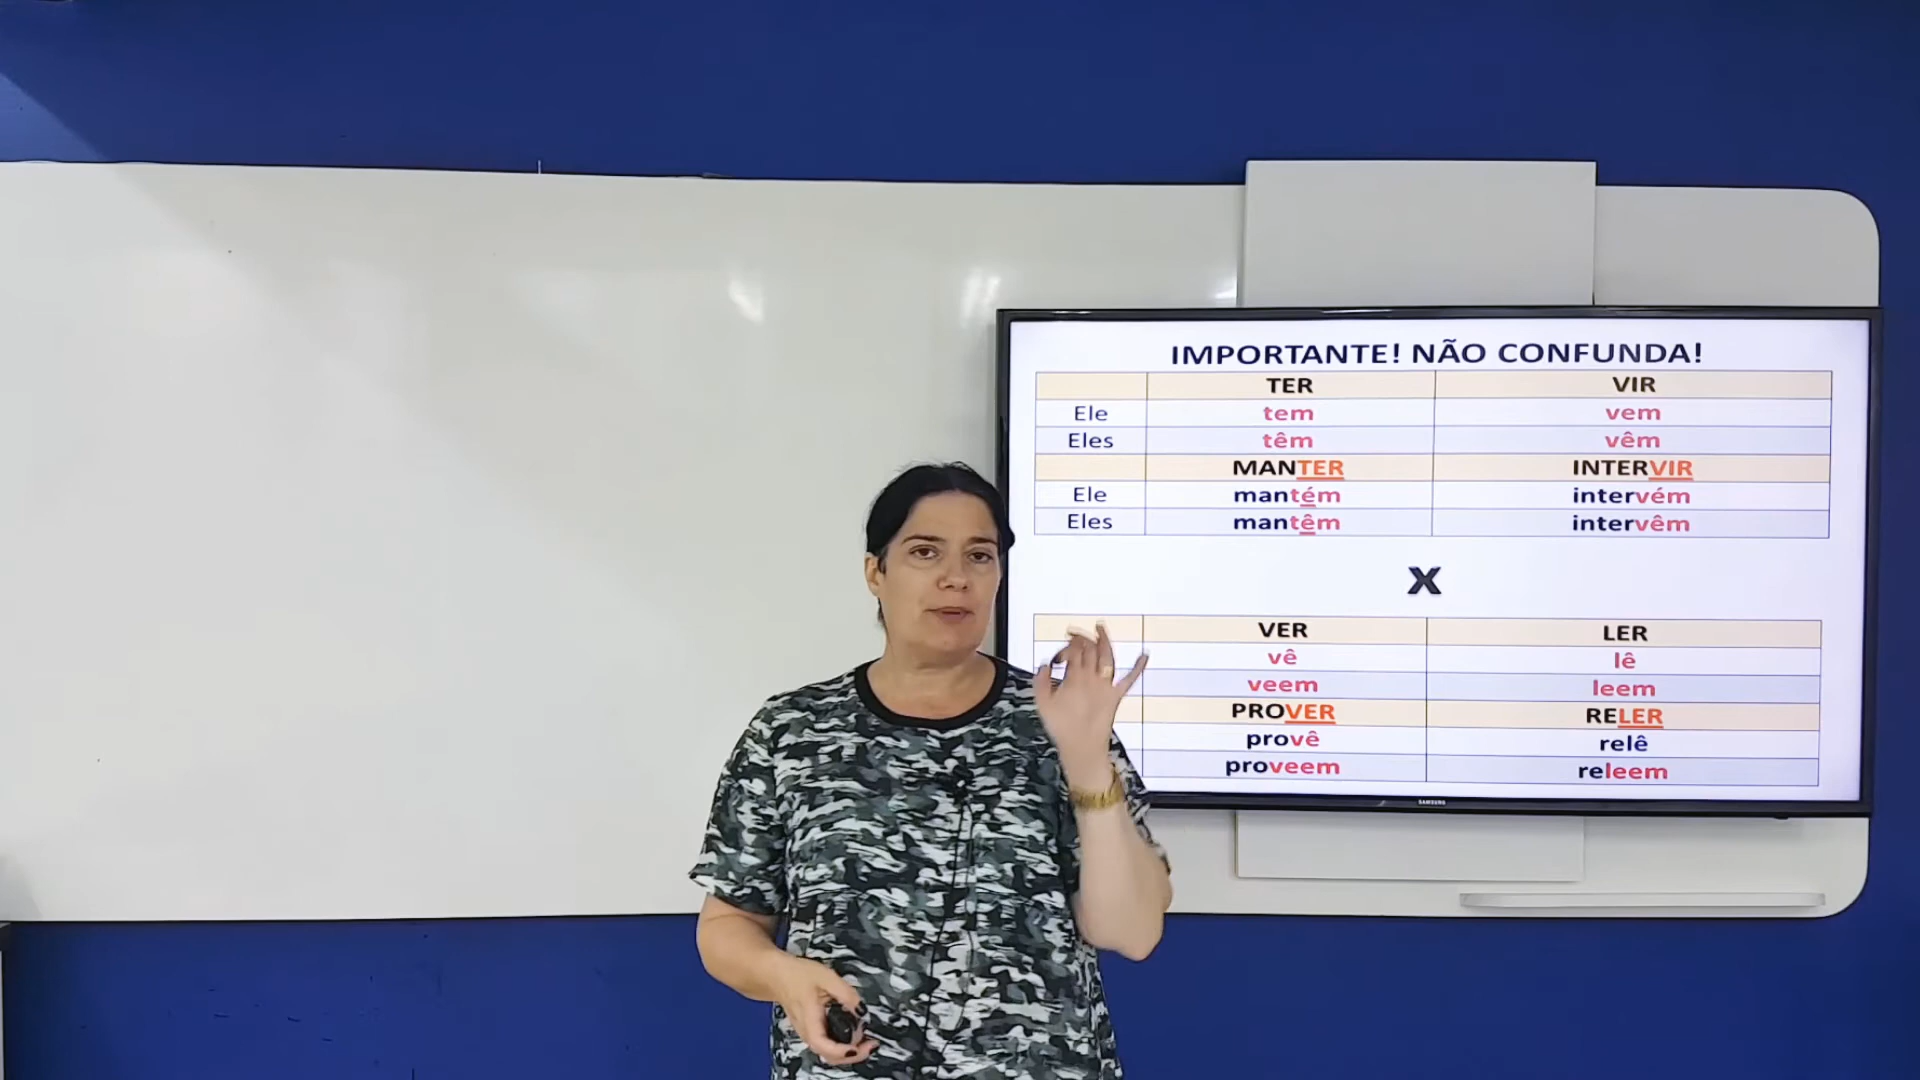 IMPORTANTE! NÃO CONFUNDA!
TER VIR
Ele tem vem
Eles têm vêm
MANTER INTERVIR
Ele mantém intervém
Eles mantêm intervêm
X
VER LER
vê lê
veem leem
PROVER RELER
provê relê
proveem releem
SAMSUNG